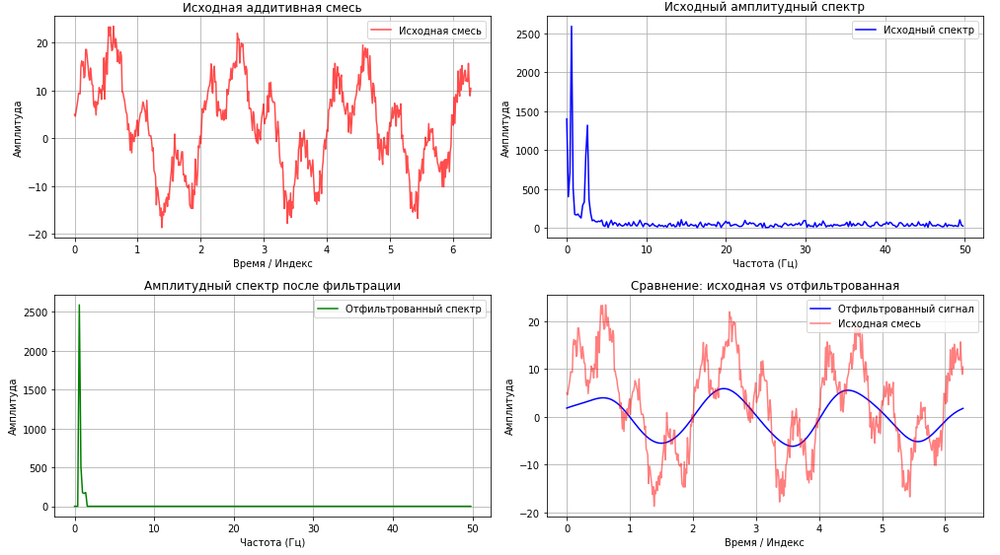 Исходная аддитивная смесь
Исходная смесь
20
10
0
−10
−20
0 1 2 3 4 5 6
Амплитуда
Время / Индекс
Исходный амплитудный спектр
Исходный спектр
2500
2000
1500
1000
500
0
0 10 20 30 40 50
Амплитуда
Частота (Гц)
Амплитудный спектр после фильтрации
Отфильтрованный спектр
2500
2000
1500
1000
500
0
0 10 20 30 40 50
Амплитуда
Частота (Гц)
Сравнение: исходная vs отфильтрованная
Отфильтрованный сигнал
Исходная смесь
20
10
0
−10
−20
0 1 2 3 4 5 6
Амплитуда
Время / Индекс